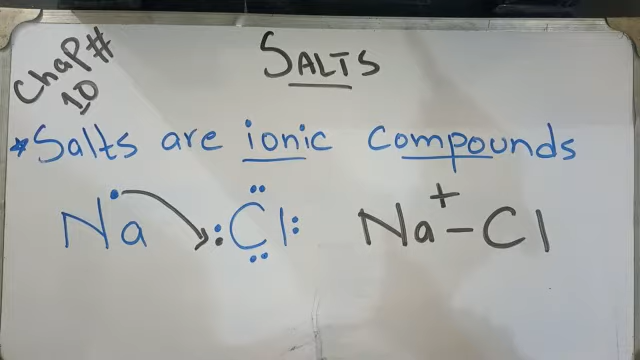 Chap#
10
SALTS
*Salts are ionic compounds
Na :Cl: Na+–Cl